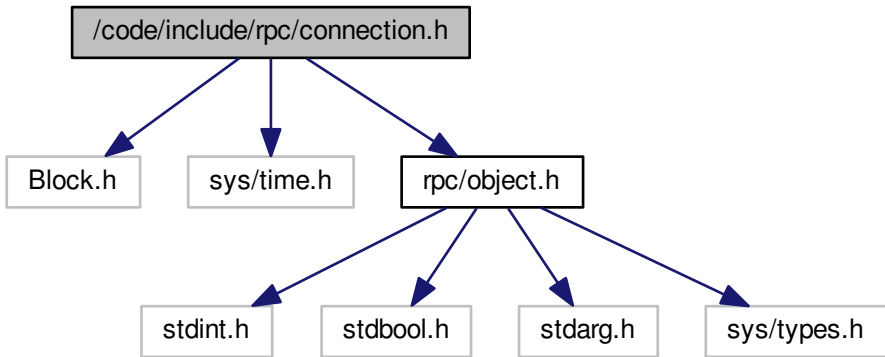 /code/include/rpc/connection.h
Block.h
sys/time.h
rpc/object.h
stdint.h
stdbool.h
stdarg.h
sys/types.h